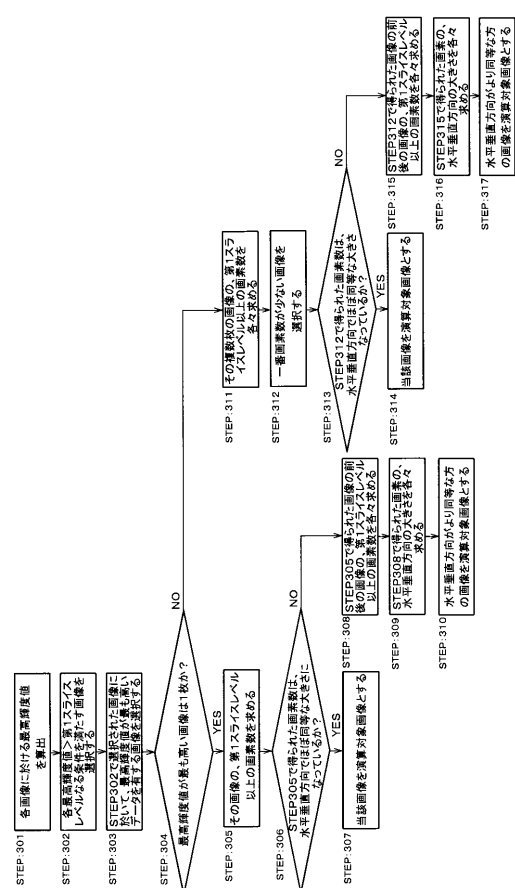 STEP:301
各画像に於ける最高輝度値
を算出
STEP:302
各最高輝度値>第1スライス
レベルなる条件を満たす画像を
選択する
STEP:303
STEP302で選択された画像に
於いて、最高輝度値が最も高い
データを有する画像を選択する
STEP:304
最高輝度値が最も高い画像は1枚か?
NO
YES
STEP:305
その画像の、第1スライスレベル
以上の画素数を求める
STEP:306
STEP305で得られた画素数は、
水平垂直方向でほぼ同等な大きさに
なっているか?
NO
YES
STEP:307
当該画像を演算対象画像とする
STEP:308
STEP305で得られた画像の前
後の画像の、第1スライスレベル
以上の画素数を各々求める
STEP:309
STEP308で得られた画素の、
水平垂直方向の大きさを各々
求める
STEP:310
水平垂直方向がより同等な方
の画像を演算対象画像とする
STEP:311
その複数枚の画像の、第1スラ
イスレベル以上の画素数を
各々求める
STEP:312
一番画素数が少ない画像を
選択する
STEP:313
STEP312で得られた画素数は、
水平垂直方向でほぼ同等な大きさ
なっているか?
NO
YES
STEP:314
当該画像を演算対象画像とする
STEP:315
STEP312で得られた画像の前
後の画像の、第1スライスレベル
以上の画素数を各々求める
STEP:316
STEP315で得られた画素の、
水平垂直方向の大きさを各々
求める
STEP:317
水平垂直方向がより同等な方
の画像を演算対象画像とする